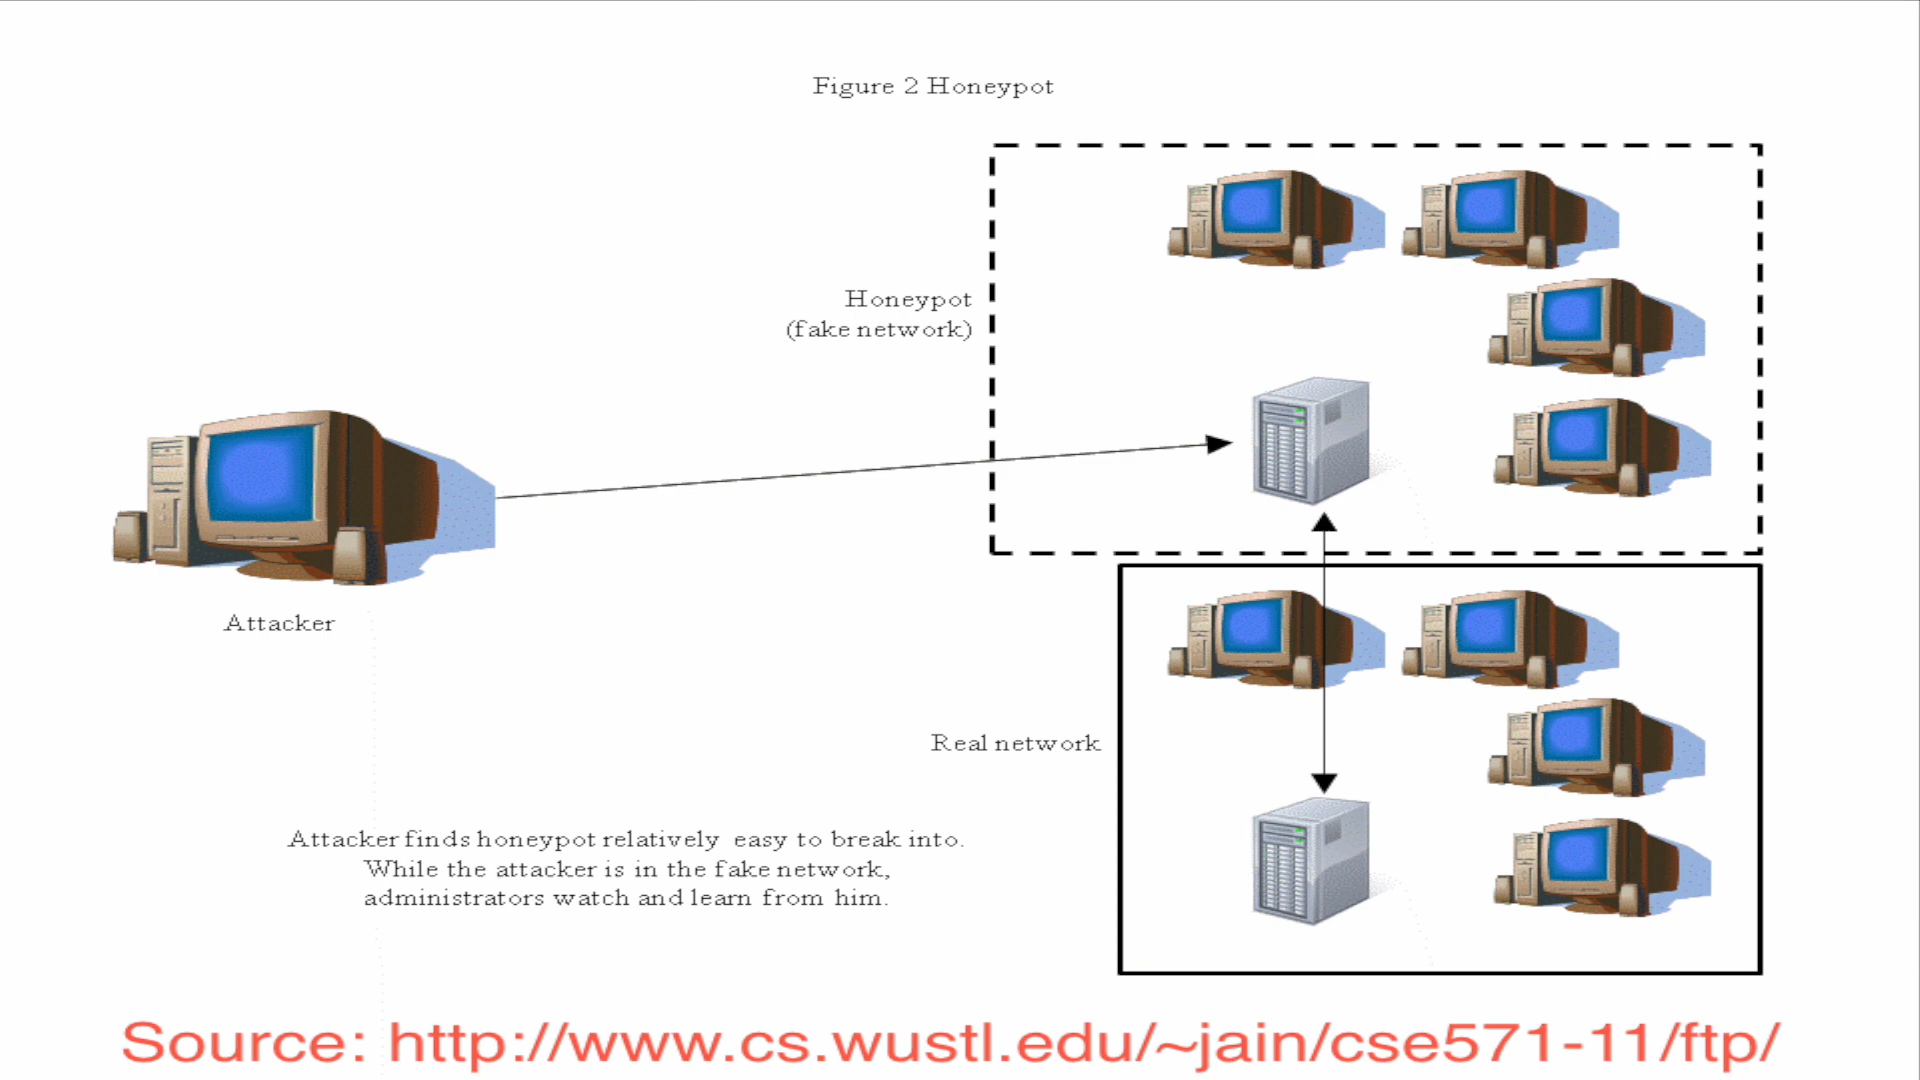 Figure 2 Honeypot
Honeypot
(fake network)
Attacker
Real network
Attacker finds honeypot relatively easy to break into.
While the attacker is in the fake network,
administrators watch and learn from him.
Source: http://www.cs.wustl.edu/~jain/cse571-11/ftp/